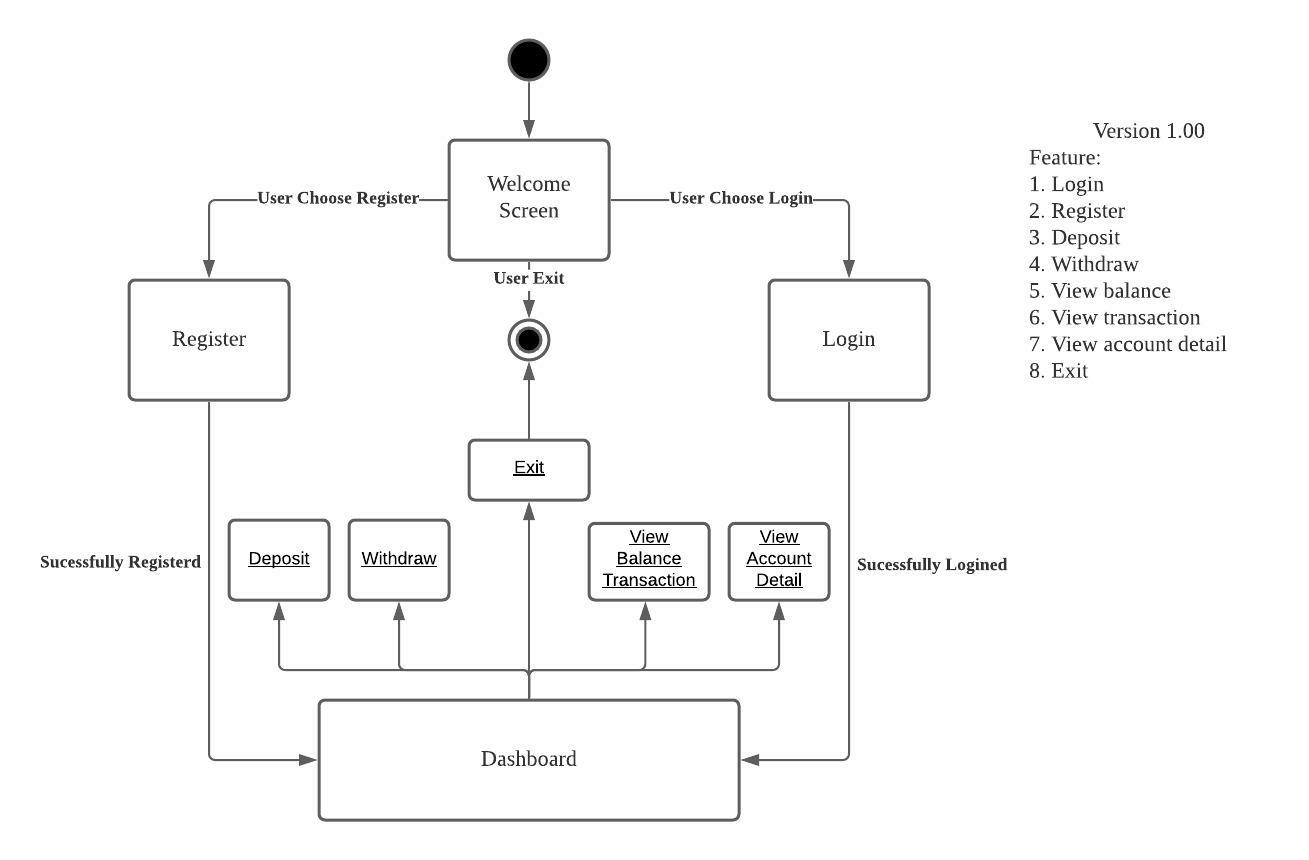 Version 1.00
Feature:
1. Login
2. Register
3. Deposit
4. Withdraw
5. View balance
6. View transaction
7. View account detail
8. Exit
Welcome
Screen
User Choose Register
User Choose Login
User Exit
Register
Login
Exit
Deposit
Withdraw
View
Balance
Transaction
View
Account
Detail
Sucessfully Registerd
Sucessfully Logined
Dashboard